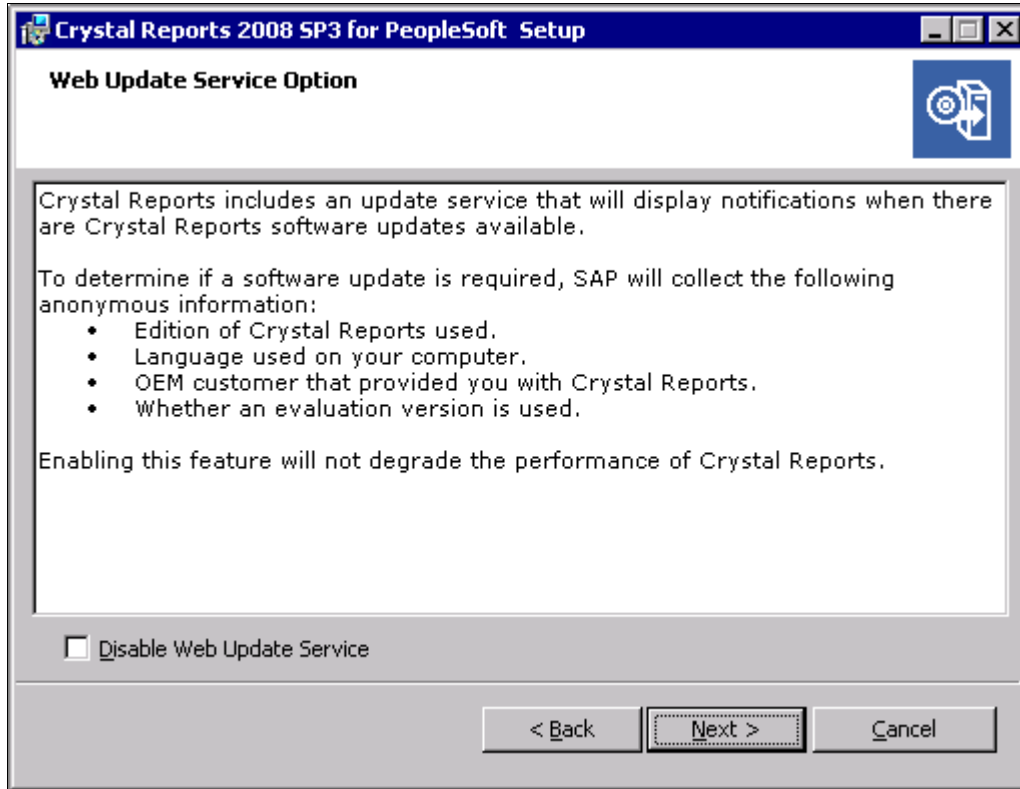 Crystal Reports 2008 SP3 for PeopleSoft Setup
Web Update Service Option
Crystal Reports includes an update service that will display notifications when there
are Crystal Reports software updates available.
To determine if a software update is required, SAP will collect the following
anonymous information:
• Edition of Crystal Reports used.
• Language used on your computer.
• OEM customer that provided you with Crystal Reports.
• Whether an evaluation version is used.
Enabling this feature will not degrade the performance of Crystal Reports.
Disable Web Update Service
< Back Next > Cancel